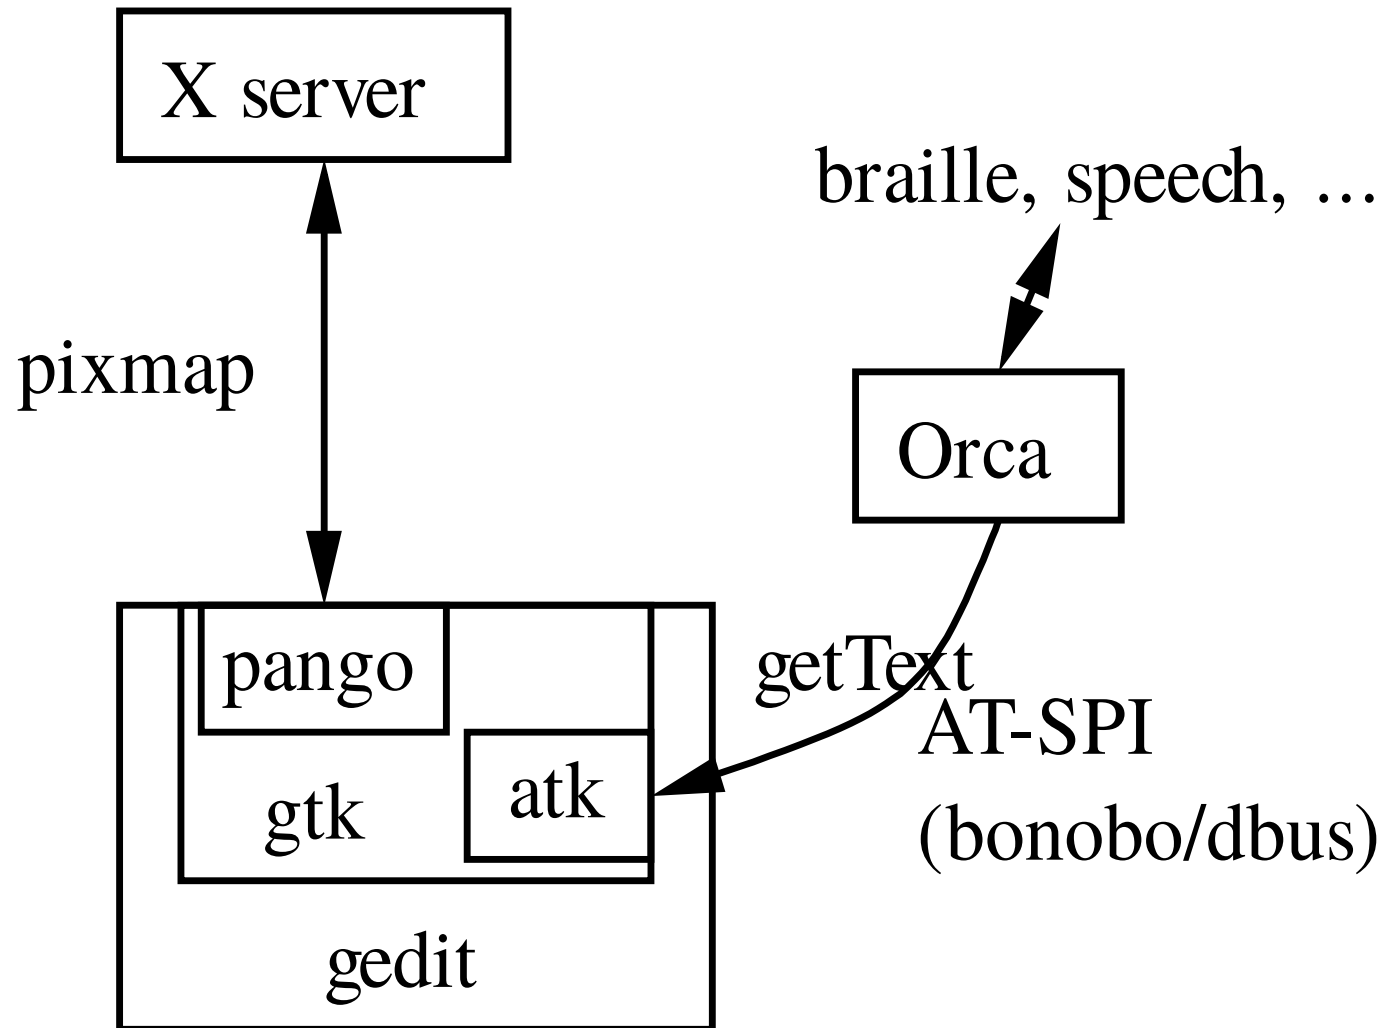 X server
braille, speech, ...
pixmap
Orca
pango
getText
AT-SPI
atk
gtk
(bonobo/dbus)
gedit